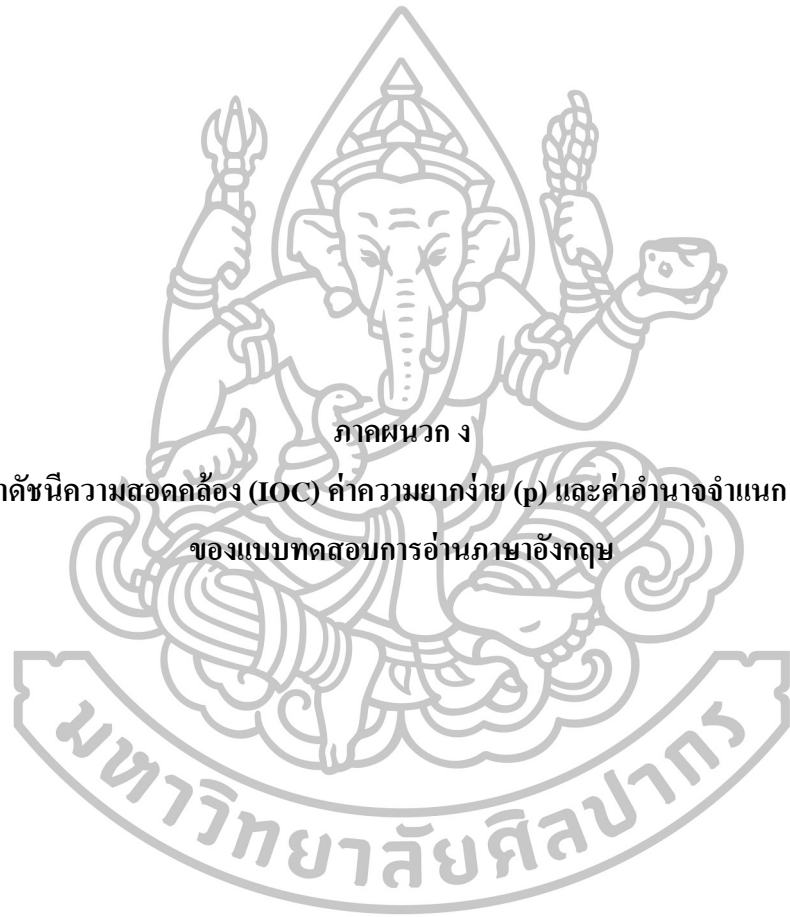 ภาคผนวก ง
าดัชนีความสอดคล้อง (IOC) ค่าความยากง่าย (p) และค่าอำนาจจำแนก
ของแบบทดสอบการอ่านภาษาอังกฤษ
มหาวิทยาลัยศิลปากร